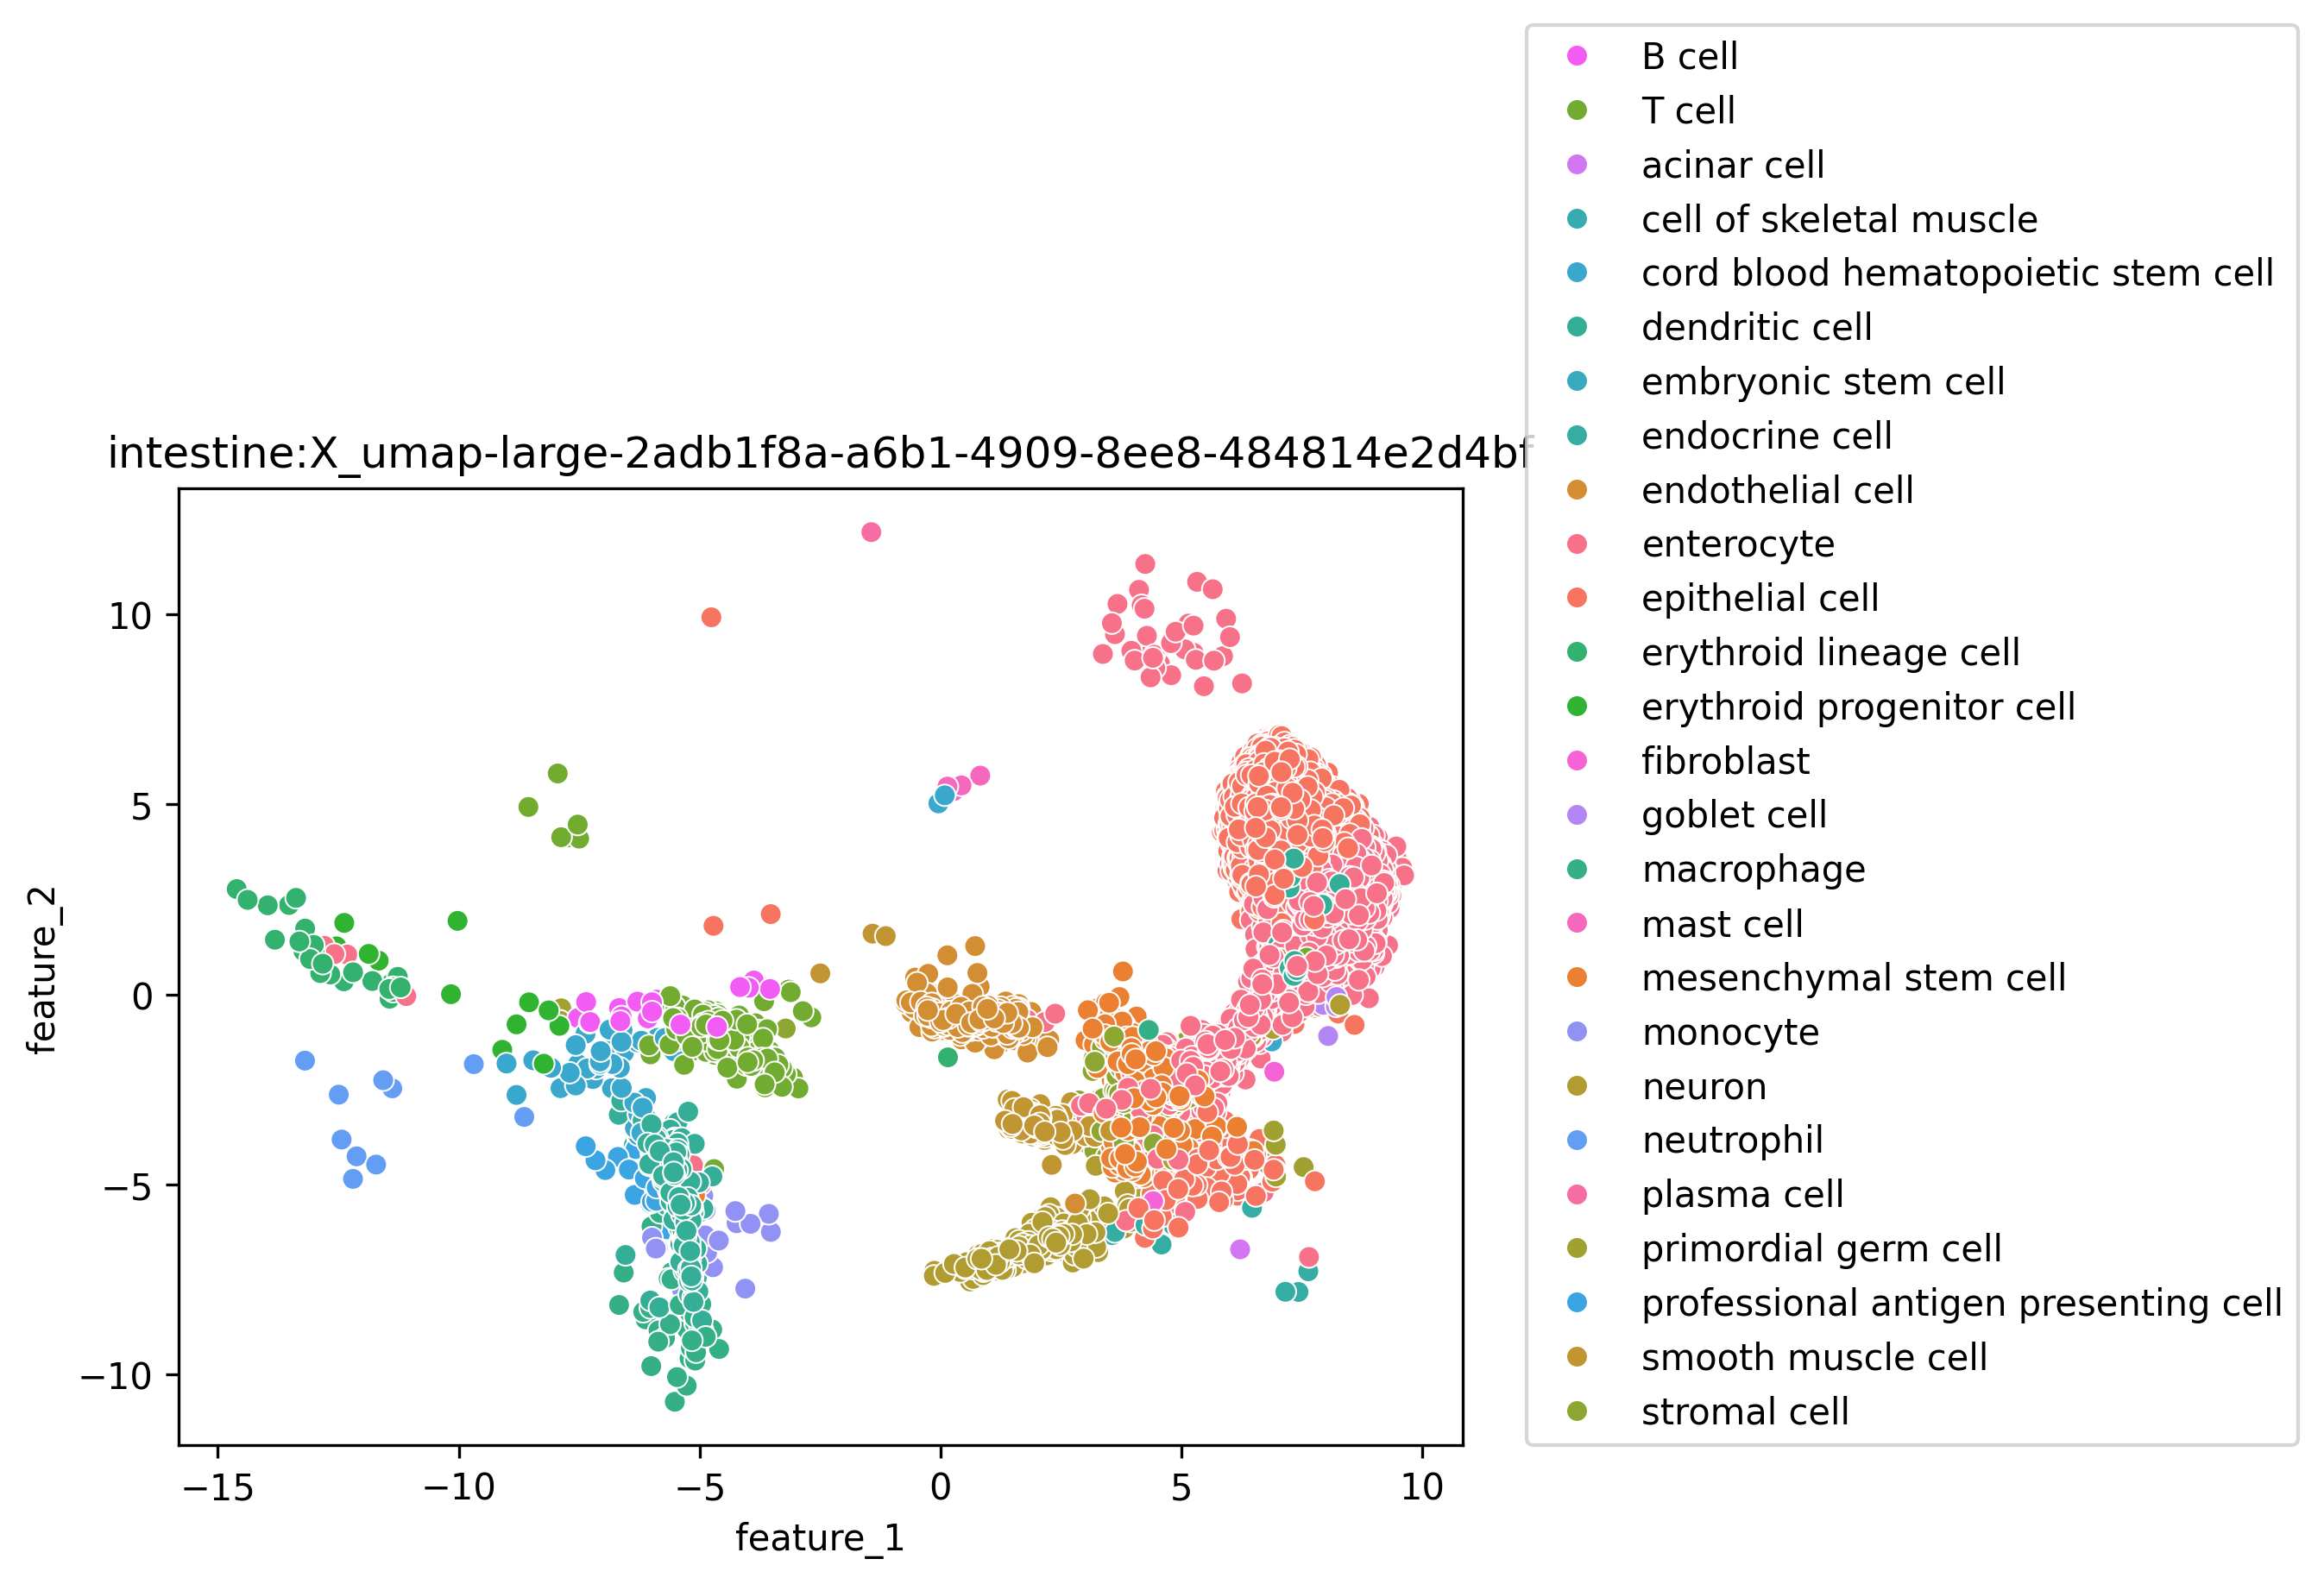 B cell
T cell
acinar cell
cell of skeletal muscle
cord blood hematopoietic stem cell
dendritic cell
embryonic stem cell
endocrine cell
endothelial cell
enterocyte
epithelial cell
erythroid lineage cell
erythroid progenitor cell
fibroblast
goblet cell
macrophage
mast cell
mesenchymal stem cell
monocyte
neuron
neutrophil
plasma cell
primordial germ cell
professional antigen presenting cell
smooth muscle cell
stromal cell
intestine:X_umap-large-2adb1f8a-a6b1-4909-8ee8-484814e2d4bf
feature_2
10
5
0
−5
−10
−15
−10
−5
0
5
10
feature_1